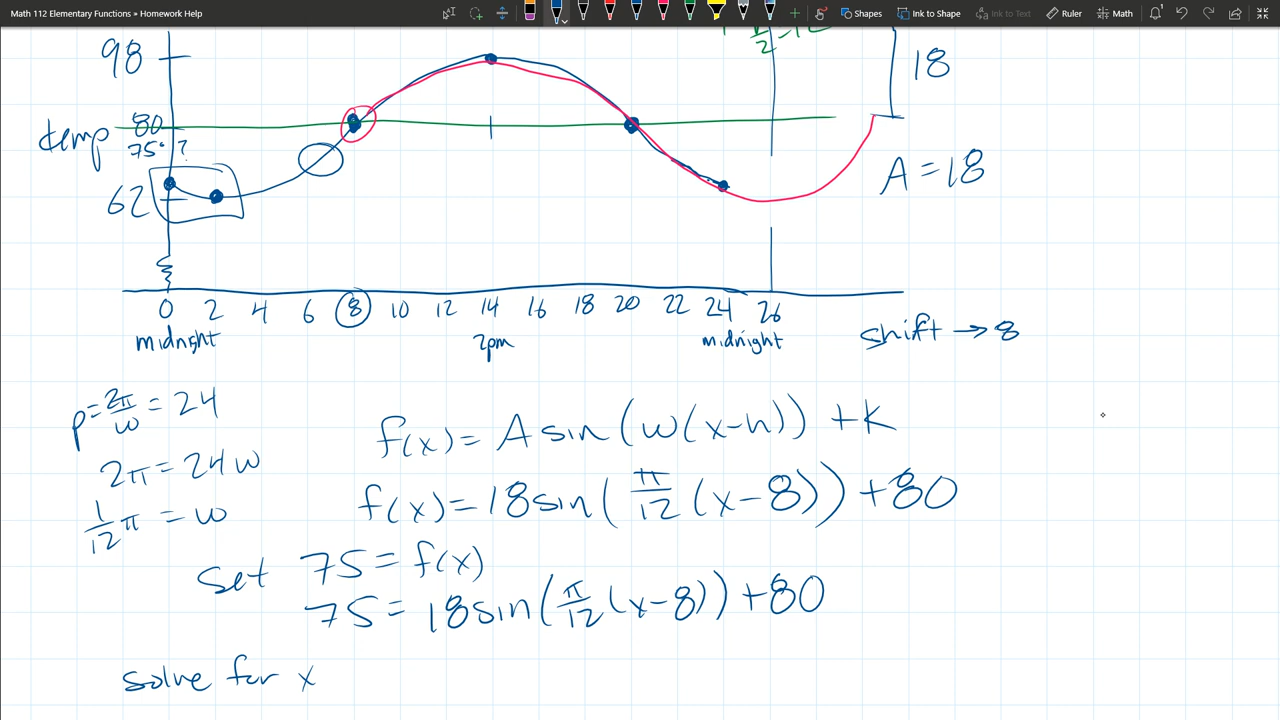 Math 112 Elementary Functions » Homework Help
Shapes
Ink to Shape
Ink to Text
Ruler
Math
98
18
temp
80
75° ?
62
A = 18
0 2 4 6 8 10 12 14 16 18 20 22 24 26
midnight
2pm
midnight
shift → 8
p = 2π/w = 24
2π = 24w
1/12 π = w
f(x) = A sin(w(x-h)) + K
f(x) = 18 sin(π/12 (x-8)) + 80
Set 75 = f(x)
75 = 18 sin(π/12 (x-8)) + 80
solve for x